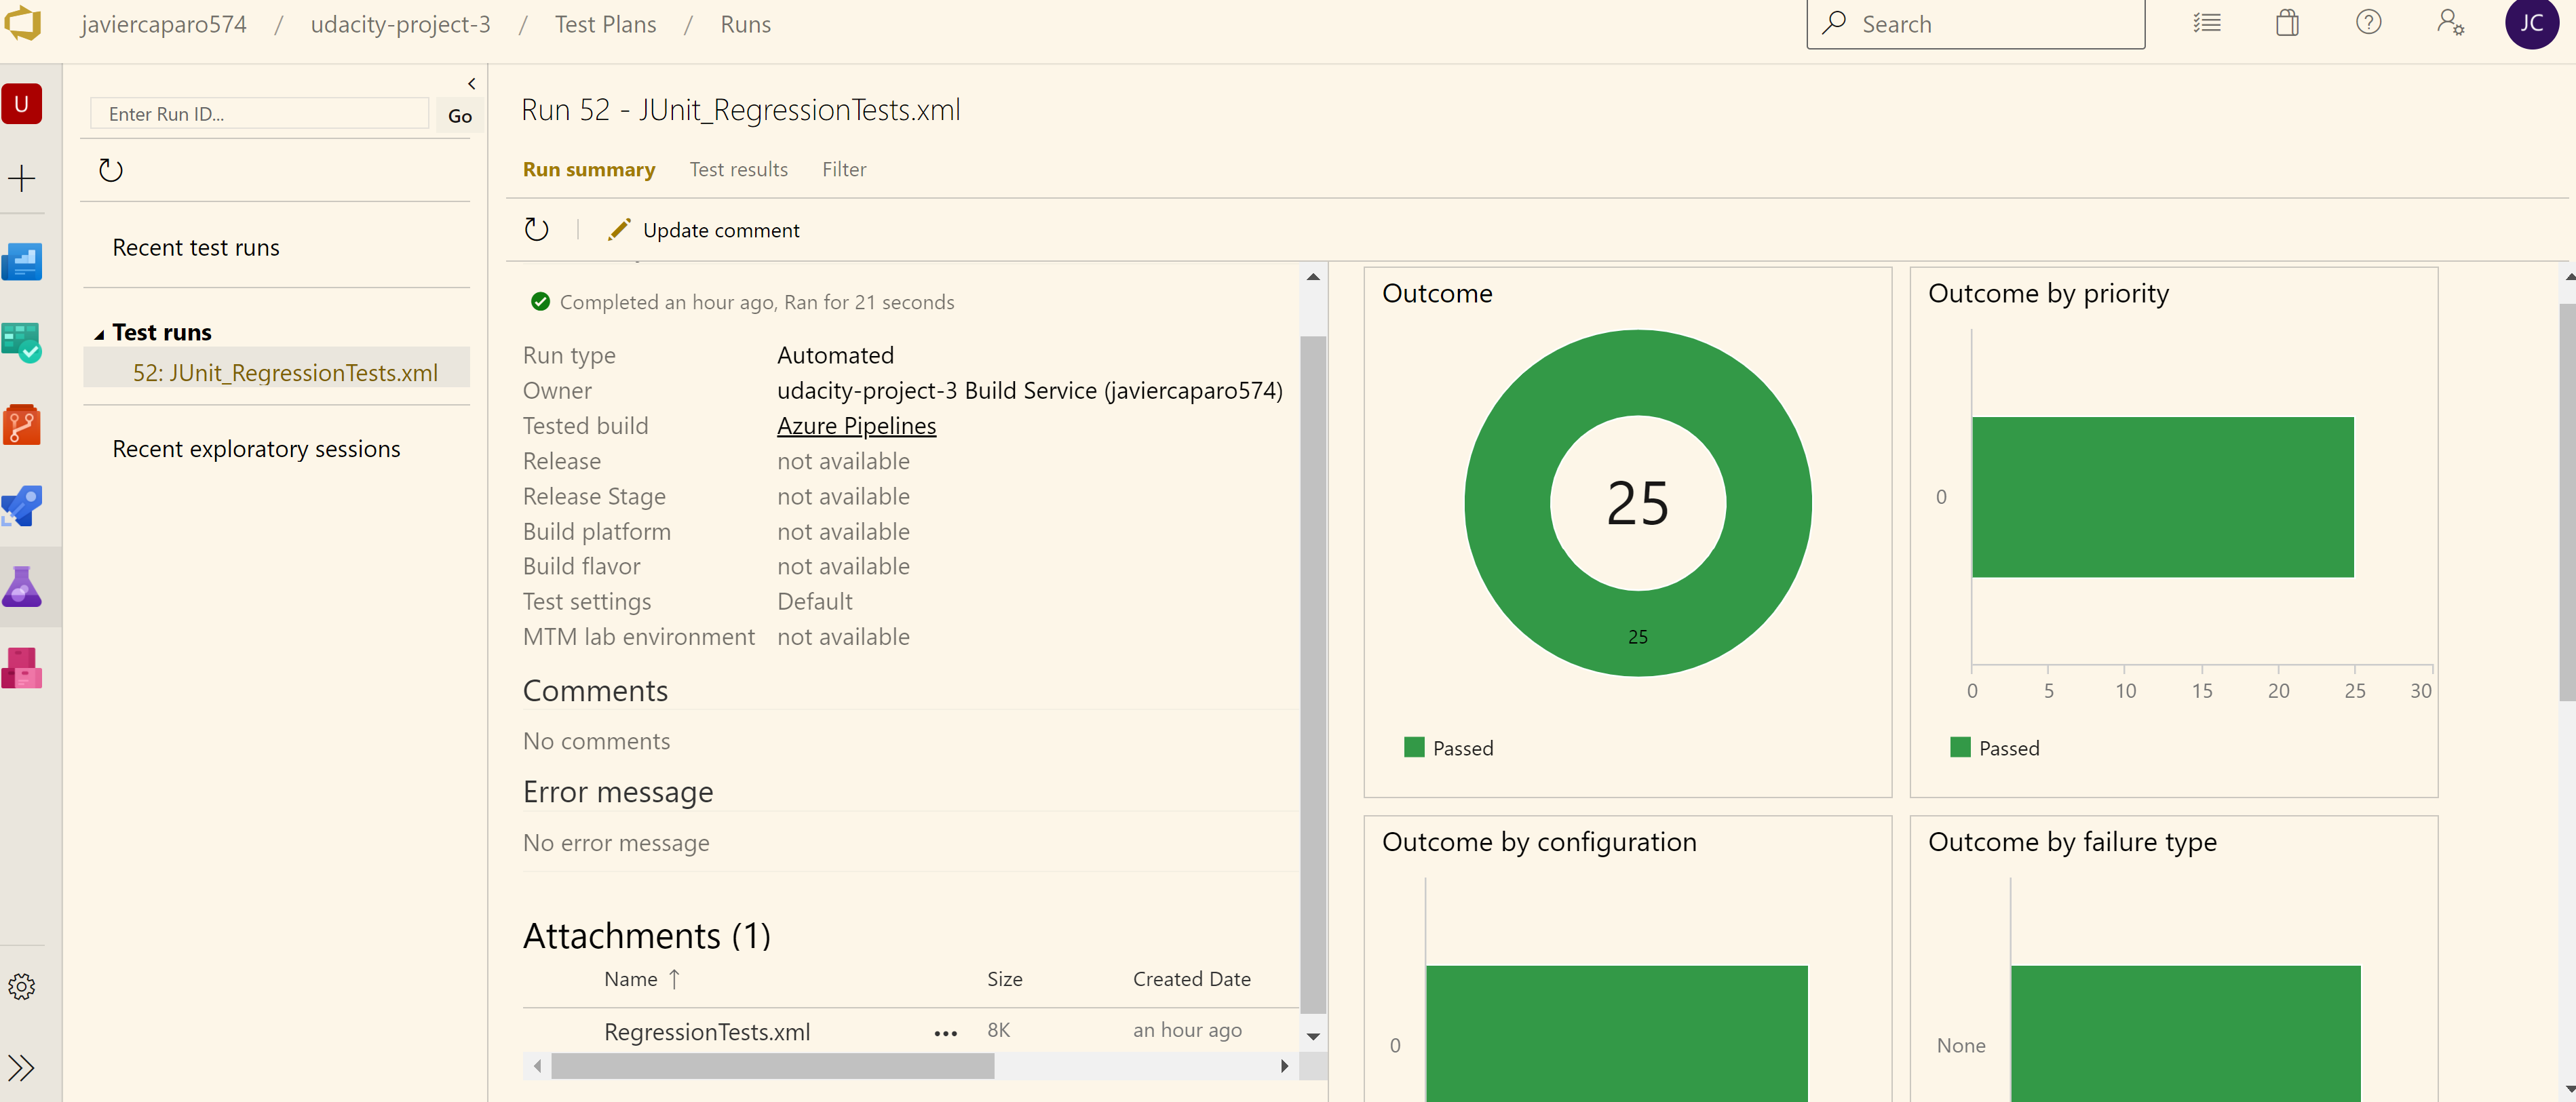 javiercaparo574 / udacity-project-3 / Test Plans / Runs
Search
JC
U
Enter Run ID...
Go
Recent test runs
Test runs
52: JUnit_RegressionTests.xml
Recent exploratory sessions
Run 52 - JUnit_RegressionTests.xml
Run summary Test results Filter
Update comment
Completed an hour ago, Ran for 21 seconds
Run type Automated
Owner udacity-project-3 Build Service (javiercaparo574)
Tested build Azure Pipelines
Release not available
Release Stage not available
Build platform not available
Build flavor not available
Test settings Default
MTM lab environment not available
Comments
No comments
Error message
No error message
Attachments (1)
Name ↑ Size Created Date
RegressionTests.xml ... 8K an hour ago
Outcome
25
25
Passed
Outcome by priority
0
0 5 10 15 20 25 30
Passed
Outcome by configuration
0
Outcome by failure type
None